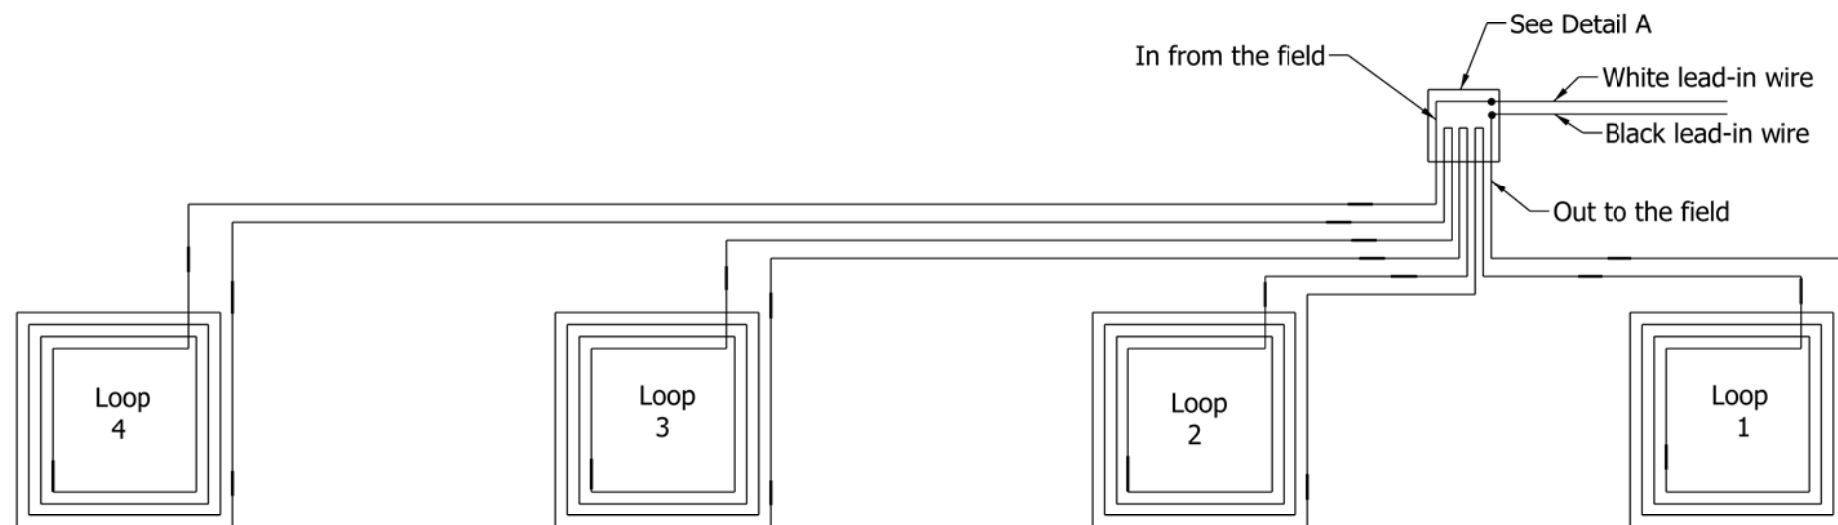 See Detail A
In from the field
White lead-in wire
Black lead-in wire
Out to the field
Loop
4
Loop
3
Loop
2
Loop
1